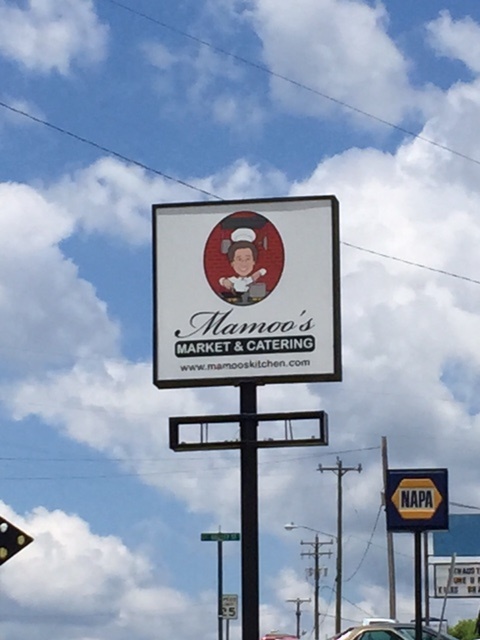 Mamoo's
MARKET & CATERING
www.mamooskitchen.com
NAPA
25